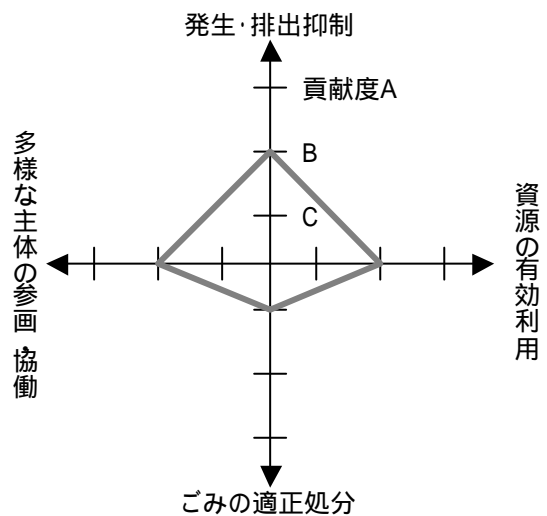 発生・排出抑制
貢献度A
B
C
多様な主体の参画・協働
資源の有効利用
ごみの適正処分